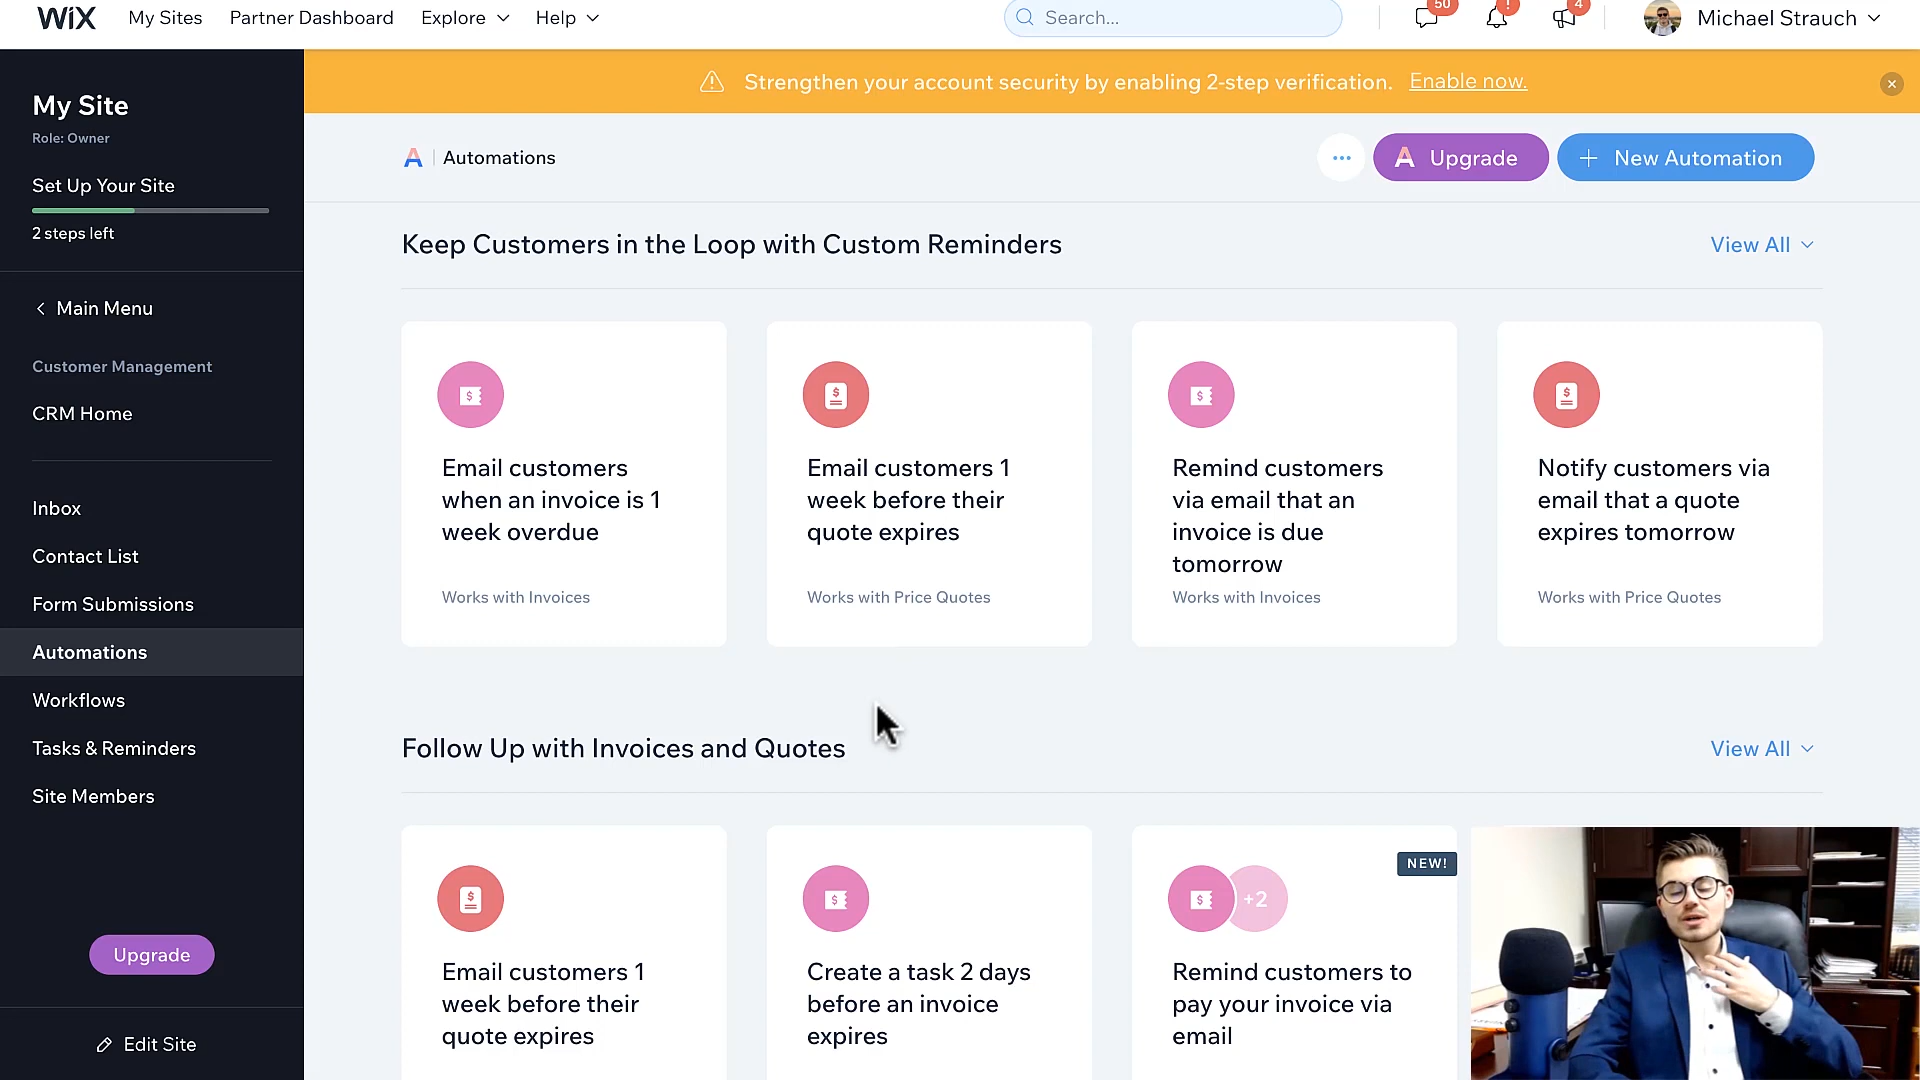 WIX My Sites Partner Dashboard Explore Help Search... 50 ! 4 Michael Strauch
Strengthen your account security by enabling 2-step verification. Enable now.
My Site
Role: Owner
Set Up Your Site
2 steps left
Main Menu
Customer Management
CRM Home
Inbox
Contact List
Form Submissions
Automations
Workflows
Tasks & Reminders
Site Members
Upgrade
Edit Site
A Automations
... A Upgrade + New Automation
Keep Customers in the Loop with Custom Reminders View All
Email customers
when an invoice is 1
week overdue
Works with Invoices
Email customers 1
week before their
quote expires
Works with Price Quotes
Remind customers
via email that an
invoice is due
tomorrow
Works with Invoices
Notify customers via
email that a quote
expires tomorrow
Works with Price Quotes
Follow Up with Invoices and Quotes View All
Email customers 1
week before their
quote expires
Create a task 2 days
before an invoice
expires
+2
NEW!
Remind customers to
pay your invoice via
email